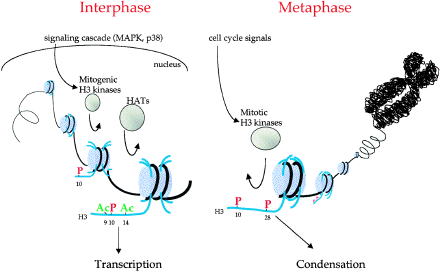 Interphase
signaling cascade (MAPK, p38)
nucleus
Mitogenic
H3 kinases
HATs
P
10
AcP Ac
H3
9 10 14
Transcription
Metaphase
cell cycle signals
Mitotic
H3 kinases
P
P
H3
10
28
Condensation